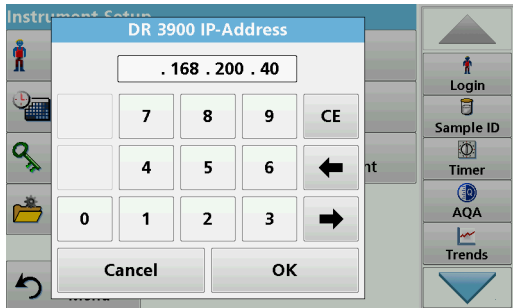 Instrument Setup
DR 3900 IP-Address
. 168 . 200 . 40
7 8 9 CE
4 5 6
0 1 2 3
Cancel OK
Menu
Login
Sample ID
Timer
AQA
Trends